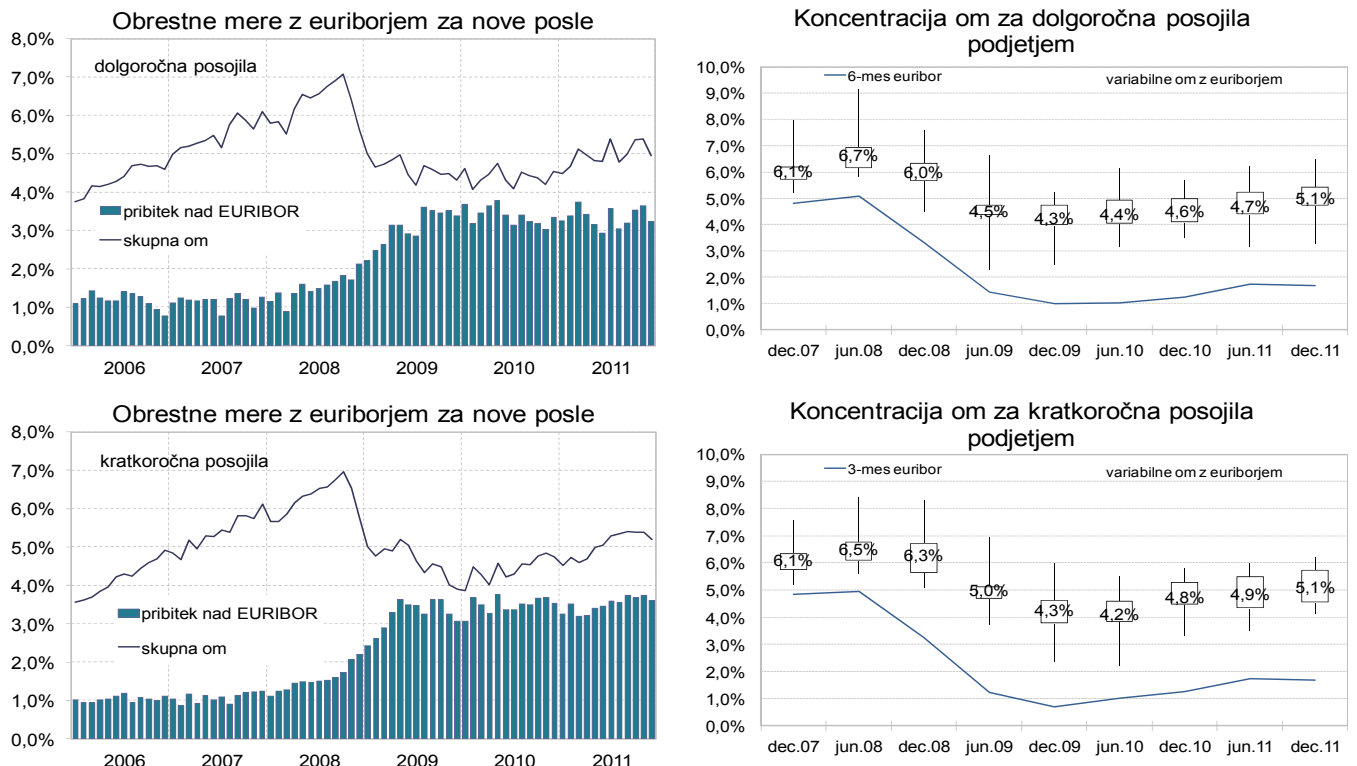 Obrestne mere z euriborjem za nove posle
8,0%
7,0%
6,0%
5,0%
4,0%
3,0%
2,0%
1,0%
0,0%
dolgoročna posojila
pribitek nad EURIBOR
skupna om
2006 2007 2008 2009 2010 2011
Koncentracija om za dolgoročna posojila
podjetjem
10,0%
9,0%
8,0%
7,0%
6,0%
5,0%
4,0%
3,0%
2,0%
1,0%
0,0%
6-mes euribor
variabilne om z euriborjem
6,1% 6,7% 6,0% 4,5% 4,3% 4,4% 4,6% 4,7% 5,1%
dec.07 jun.08 dec.08 jun.09 dec.09 jun.10 dec.10 jun.11 dec.11
Obrestne mere z euriborjem za nove posle
8,0%
7,0%
6,0%
5,0%
4,0%
3,0%
2,0%
1,0%
0,0%
kratkoročna posojila
pribitek nad EURIBOR
skupna om
2006 2007 2008 2009 2010 2011
Koncentracija om za kratkoročna posojila
podjetjem
10,0%
9,0%
8,0%
7,0%
6,0%
5,0%
4,0%
3,0%
2,0%
1,0%
0,0%
3-mes euribor
variabilne om z euriborjem
6,1% 6,5% 6,3% 5,0% 4,3% 4,2% 4,8% 4,9% 5,1%
dec.07 jun.08 dec.08 jun.09 dec.09 jun.10 dec.10 jun.11 dec.11